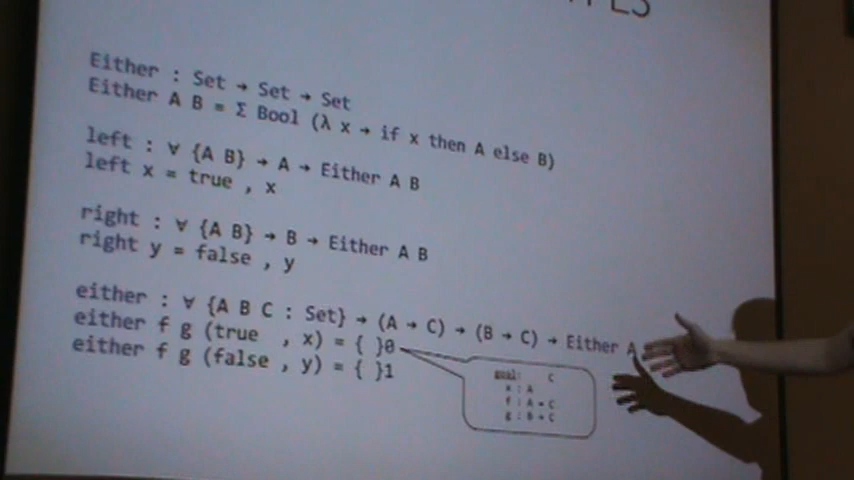 Either : Set → Set → Set
Either A B = Σ Bool (λ x → if x then A else B)
left : ∀ {A B} → A → Either A B
left x = true , x
right : ∀ {A B} → B → Either A B
right y = false , y
either : ∀ {A B C : Set} → (A → C) → (B → C) → Either A
either f g (true , x) = { }0
either f g (false , y) = { }1
goal: C
x : A
f : A → C
g : B → C